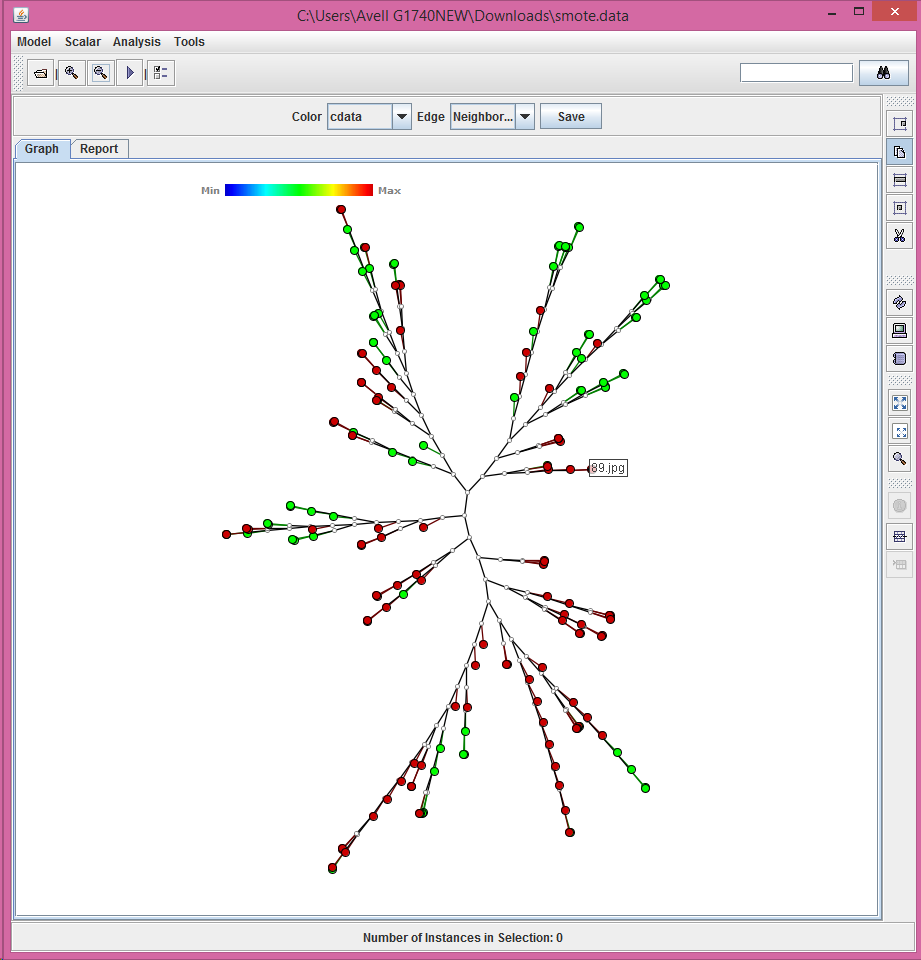 C:\Users\Avell G1740NEW\Downloads\smote.data
Model Scalar Analysis Tools
Color cdata Edge Neighbor... Save
Graph Report
Min Max
89.jpg
Number of Instances in Selection: 0